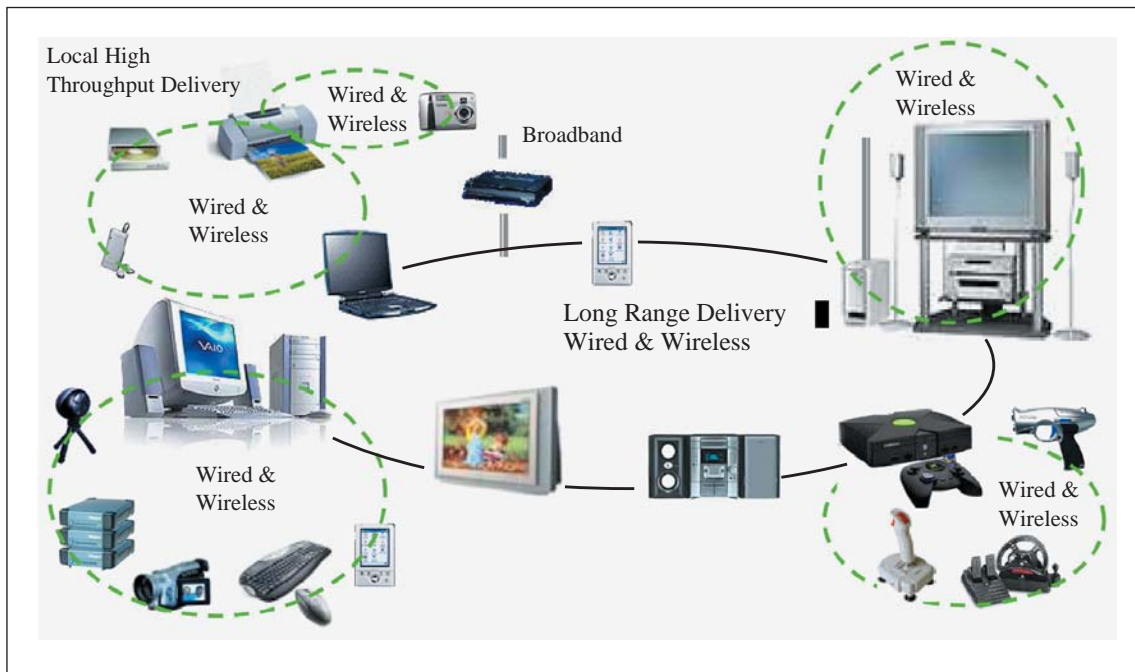 Local High
Throughput Delivery
Wired &
Wireless
Broadband
Wired &
Wireless
Wired &
Wireless
Long Range Delivery
Wired & Wireless
VAIO
Wired &
Wireless
Wired &
Wireless